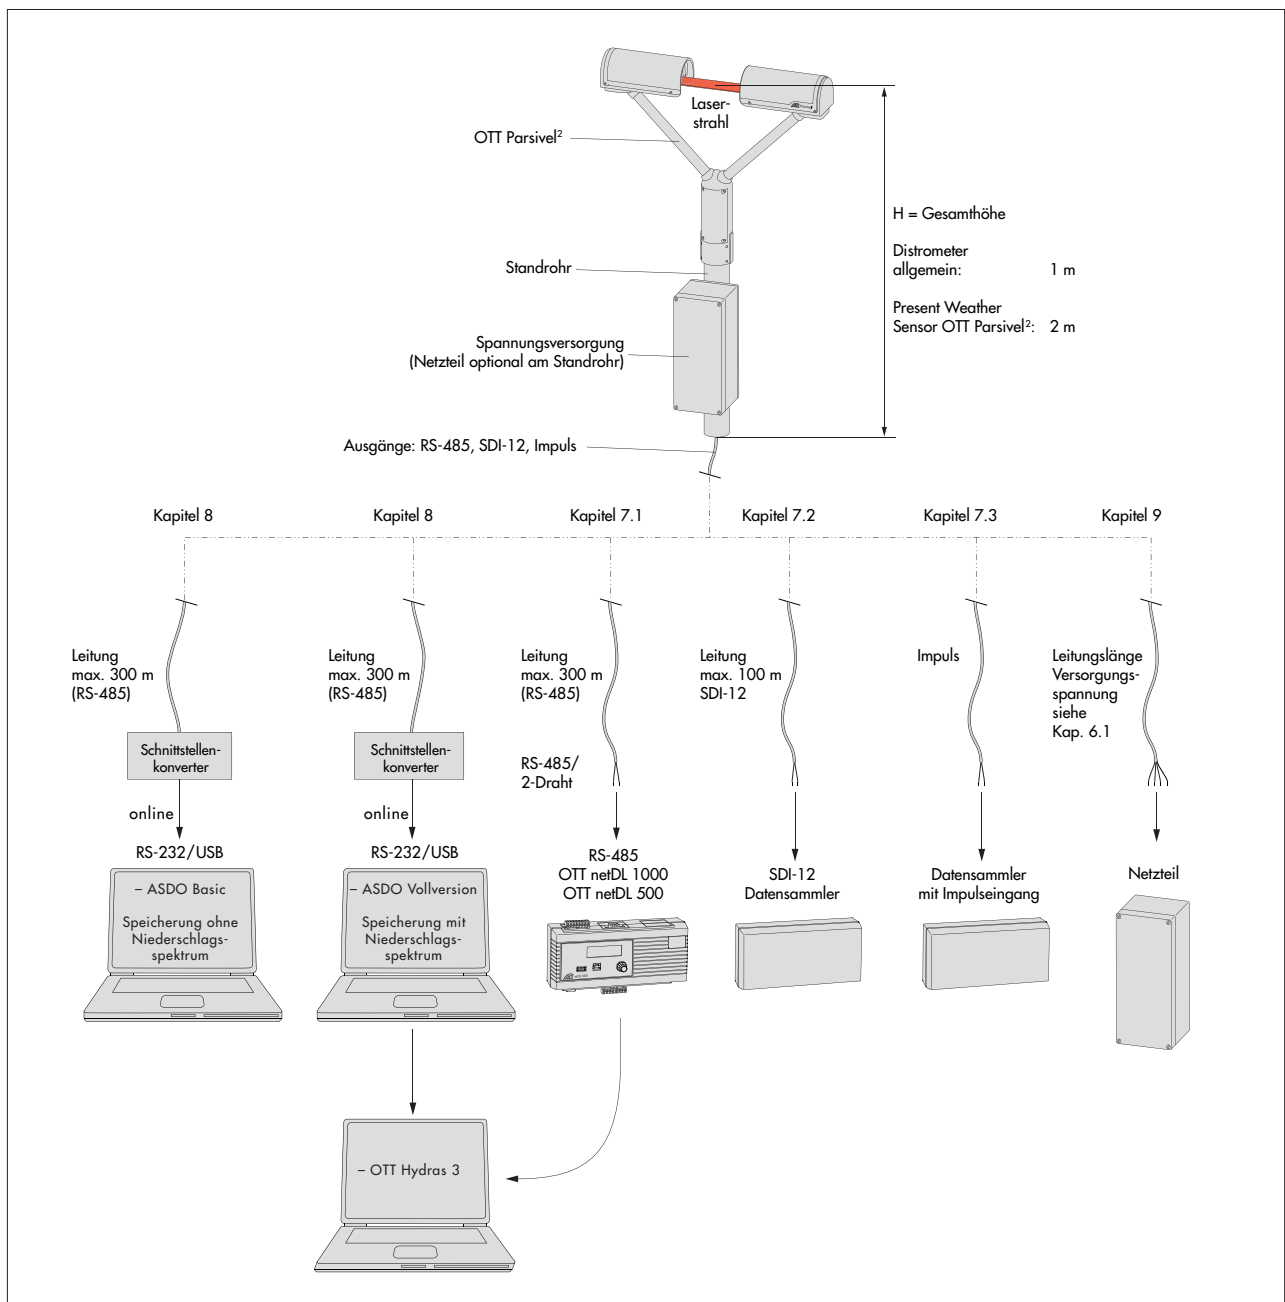 Laser-
strahl
OTT Parsivel²
H = Gesamthöhe
Distrometer
allgemein: 1 m
Present Weather
Sensor OTT Parsivel²: 2 m
Standrohr
Spannungsversorgung
(Netzteil optional am Standrohr)
Ausgänge: RS-485, SDI-12, Impuls
Kapitel 8
Kapitel 8
Kapitel 7.1
Kapitel 7.2
Kapitel 7.3
Kapitel 9
Leitung
max. 300 m
(RS-485)
Leitung
max. 300 m
(RS-485)
Leitung
max. 300 m
(RS-485)
Leitung
max. 100 m
SDI-12
Impuls
Leitungslänge
Versorgungs-
spannung
siehe
Kap. 6.1
Schnittstellen-
konverter
Schnittstellen-
konverter
RS-485/
2-Draht
online
online
RS-232/USB
RS-232/USB
RS-485
OTT netDL 1000
OTT netDL 500
SDI-12
Datensammler
Datensammler
mit Impulseingang
Netzteil
– ASDO Basic
Speicherung ohne
Niederschlags-
spektrum
– ASDO Vollversion
Speicherung mit
Niederschlags-
spektrum
– OTT Hydras 3